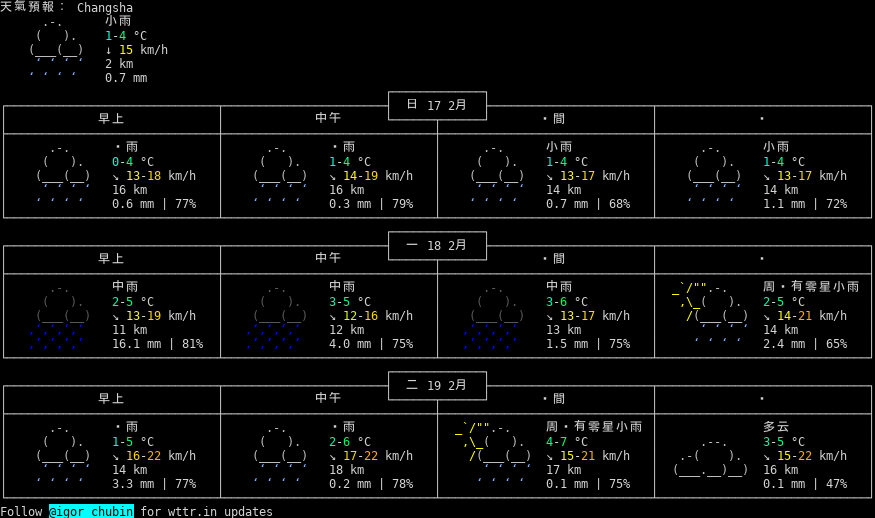 天氣預報： Changsha
小雨
1-4 °C
↓ 15 km/h
2 km
0.7 mm
日 17 2月
早上 中午 ・間 ・
・雨 ・雨 小雨 小雨
0-4 °C 1-4 °C 1-4 °C 1-4 °C
↘ 13-18 km/h ↘ 14-19 km/h ↘ 13-17 km/h ↘ 13-17 km/h
16 km 16 km 14 km 14 km
0.6 mm | 77% 0.3 mm | 79% 0.7 mm | 68% 1.1 mm | 72%
一 18 2月
早上 中午 ・間 ・
中雨 中雨 中雨 周・有零星小雨
2-5 °C 3-5 °C 3-6 °C 2-5 °C
↘ 13-19 km/h ↘ 12-16 km/h ↘ 13-17 km/h ↘ 14-21 km/h
11 km 12 km 13 km 14 km
16.1 mm | 81% 4.0 mm | 75% 1.5 mm | 75% 2.4 mm | 65%
二 19 2月
早上 中午 ・間 ・
・雨 ・雨 周・有零星小雨 多云
1-5 °C 2-6 °C 4-7 °C 3-5 °C
↘ 16-22 km/h ↘ 17-22 km/h ↘ 15-21 km/h ↘ 15-22 km/h
14 km 18 km 17 km 16 km
3.3 mm | 77% 0.2 mm | 78% 0.1 mm | 75% 0.1 mm | 47%
Follow @igor_chubin for wttr.in updates